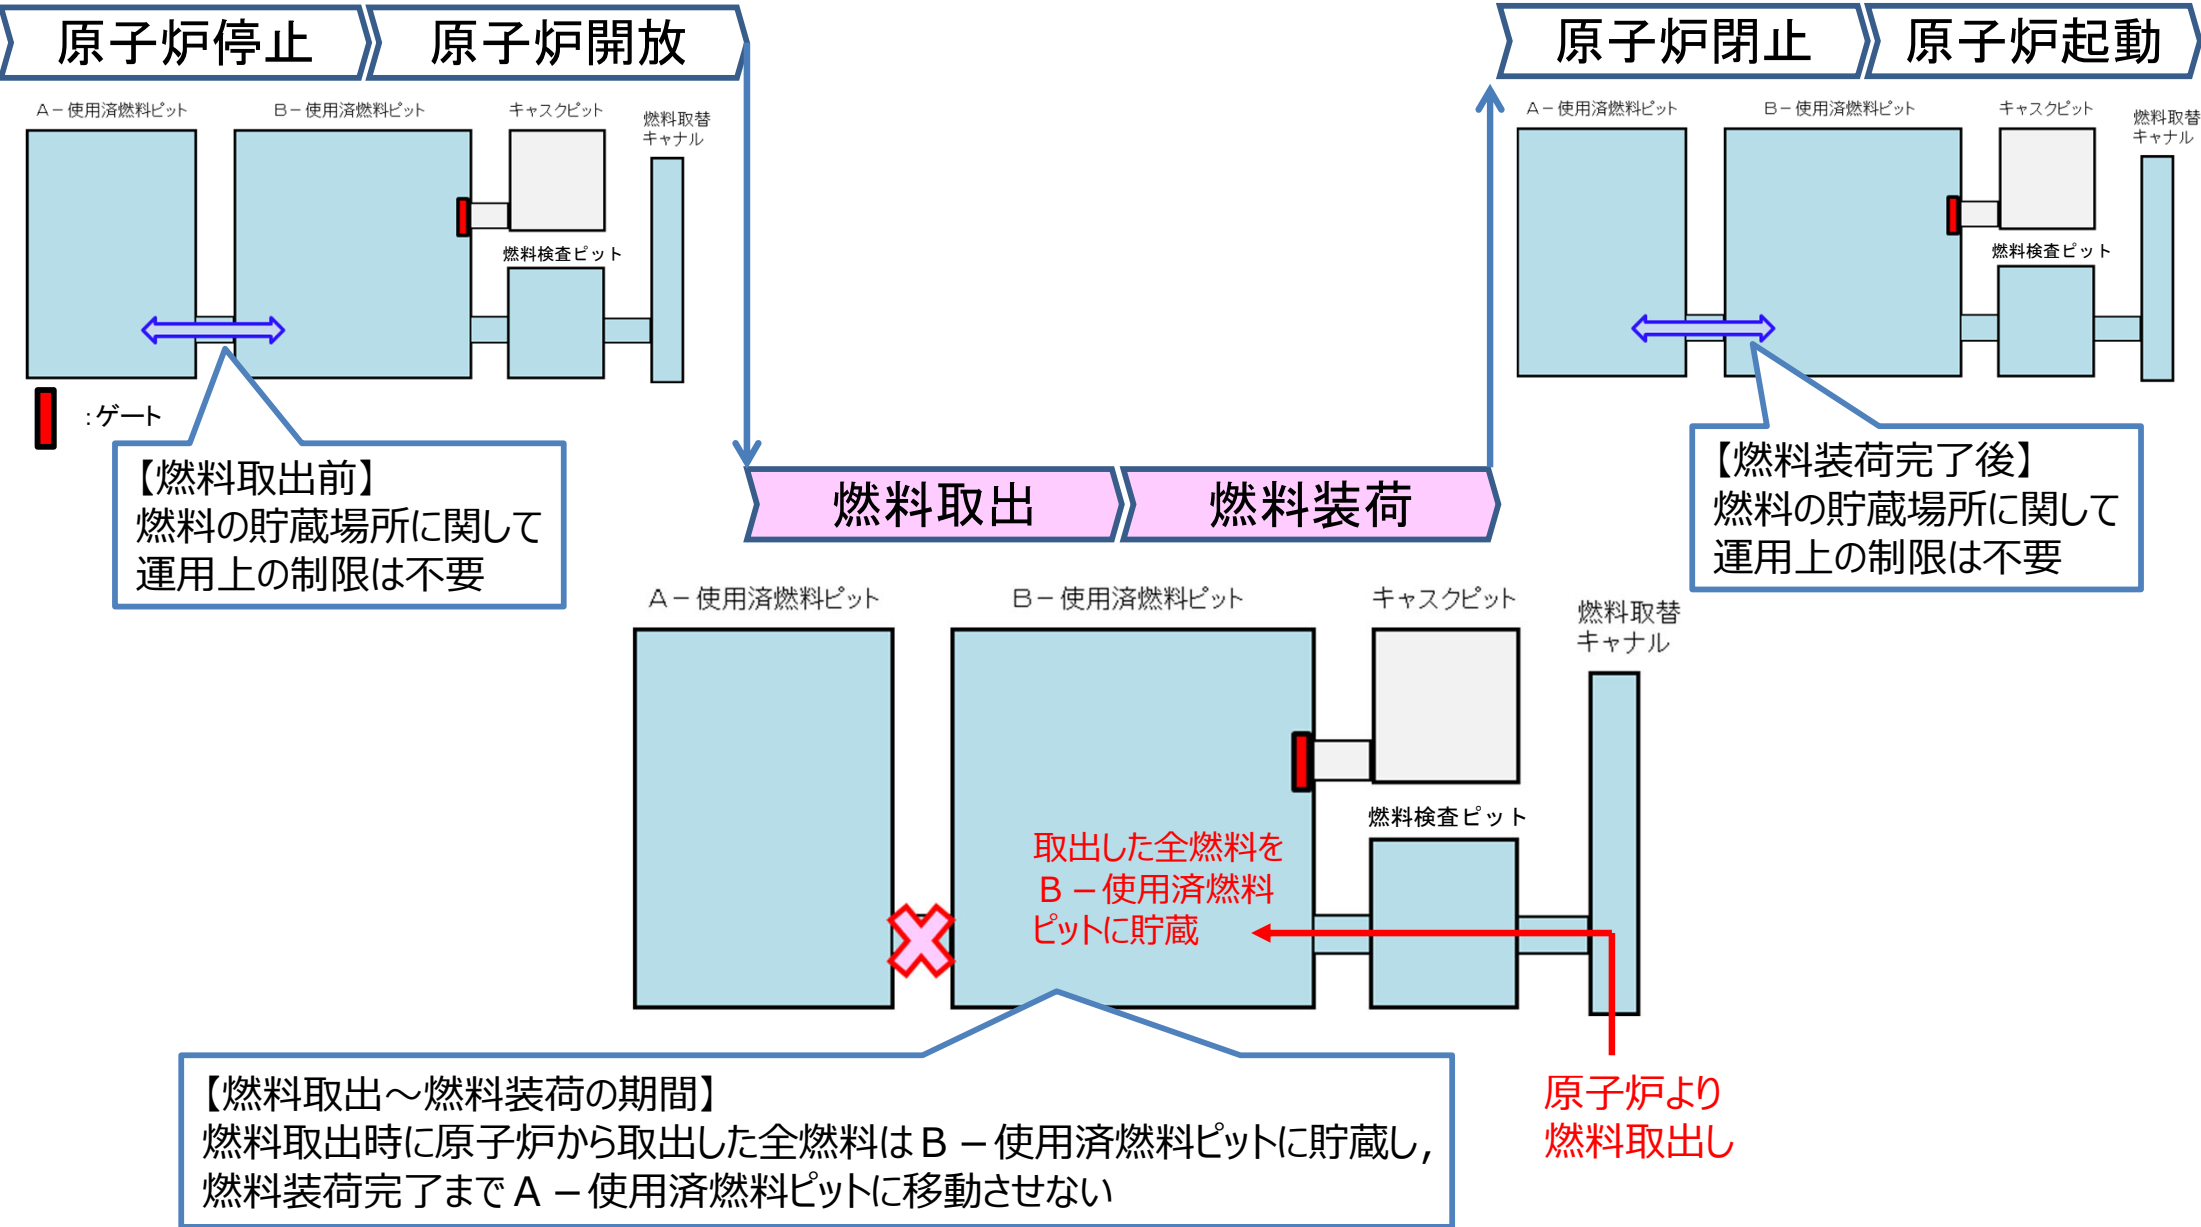 原子炉停止
原子炉開放
A－使用済燃料ピット
B－使用済燃料ピット
キャスクピット
燃料取替
キャナル
燃料検査ピット
：ゲート
【燃料取出前】
燃料の貯蔵場所に関して
運用上の制限は不要
原子炉閉止
原子炉起動
A－使用済燃料ピット
B－使用済燃料ピット
キャスクピット
燃料取替
キャナル
燃料検査ピット
【燃料装荷完了後】
燃料の貯蔵場所に関して
運用上の制限は不要
燃料取出
燃料装荷
A－使用済燃料ピット
B－使用済燃料ピット
キャスクピット
燃料取替
キャナル
燃料検査ピット
取出した全燃料を
B－使用済燃料
ピットに貯蔵
原子炉より
燃料取出し
【燃料取出～燃料装荷の期間】
燃料取出時に原子炉から取出した全燃料はB－使用済燃料ピットに貯蔵し，
燃料装荷完了までA－使用済燃料ピットに移動させない